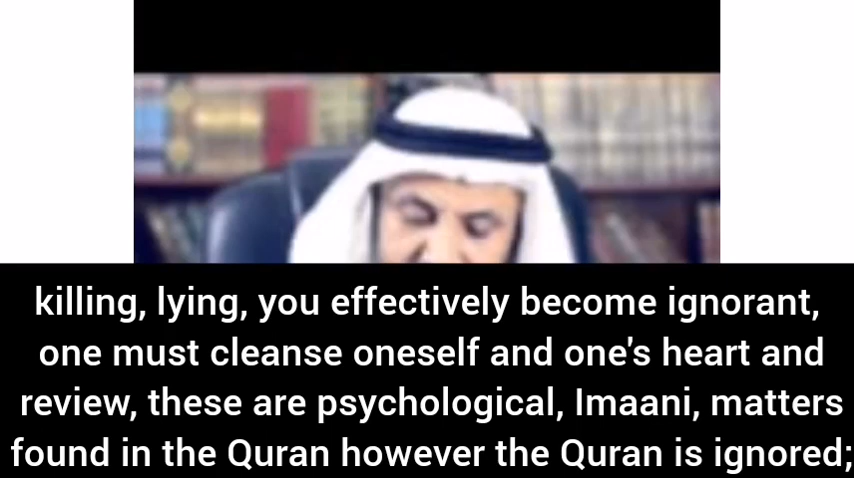 killing, lying, you effectively become ignorant,
one must cleanse oneself and one's heart and
review, these are psychological, Imaani, matters
found in the Quran however the Quran is ignored;